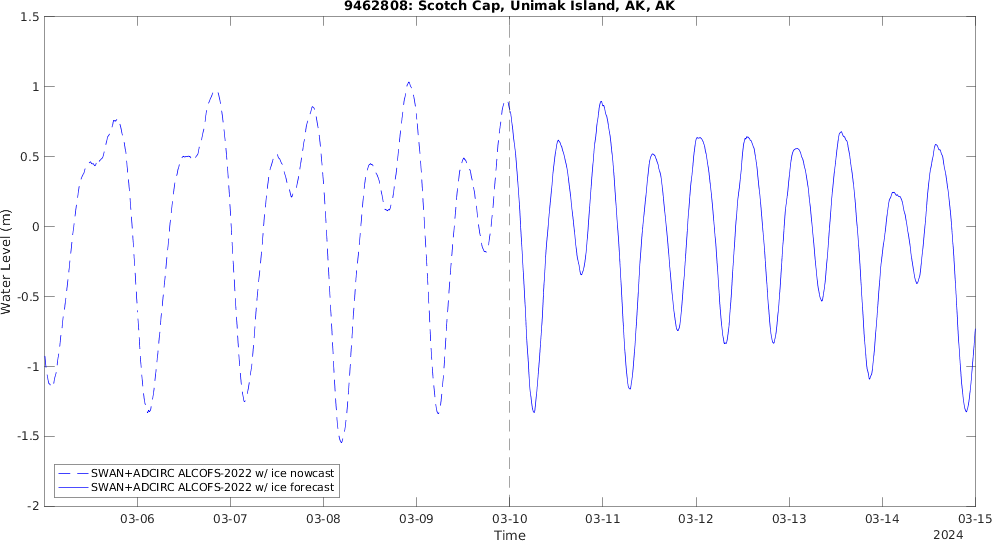 9462808: Scotch Cap, Unimak Island, AK, AK
1.5
1
0.5
0
-0.5
-1
-1.5
-2
Water Level (m)
SWAN+ADCIRC ALCOFS-2022 w/ ice nowcast
SWAN+ADCIRC ALCOFS-2022 w/ ice forecast
03-06 03-07 03-08 03-09 03-10 03-11 03-12 03-13 03-14 03-15
Time
2024